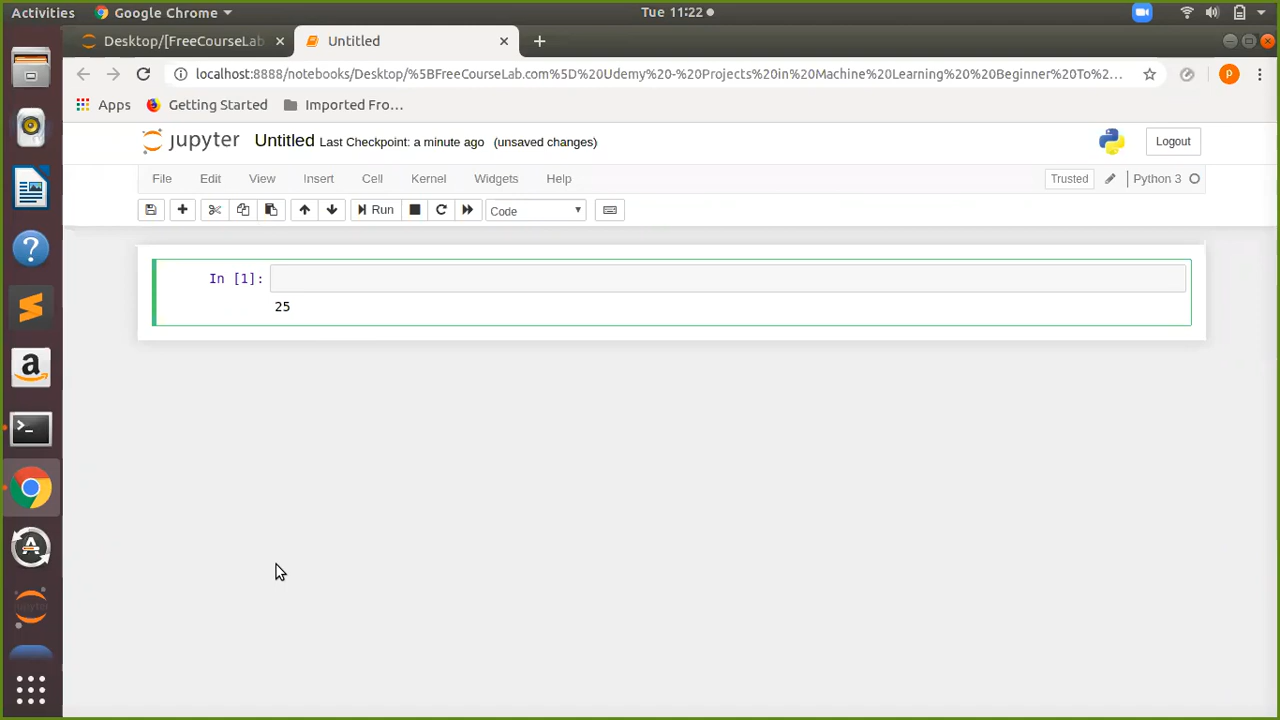 Activities Google Chrome Tue 11:22
Desktop/[FreeCourseLab Untitled
localhost:8888/notebooks/Desktop/%5BFreeCourseLab.com%5D%20Udemy%20-%20Projects%20in%20Machine%20Learning%20%20Beginner%20To%2... P
Apps Getting Started Imported Fro...
jupyter Untitled Last Checkpoint: a minute ago (unsaved changes) Logout
File Edit View Insert Cell Kernel Widgets Help Trusted Python 3
Run Code
In [1]:
25